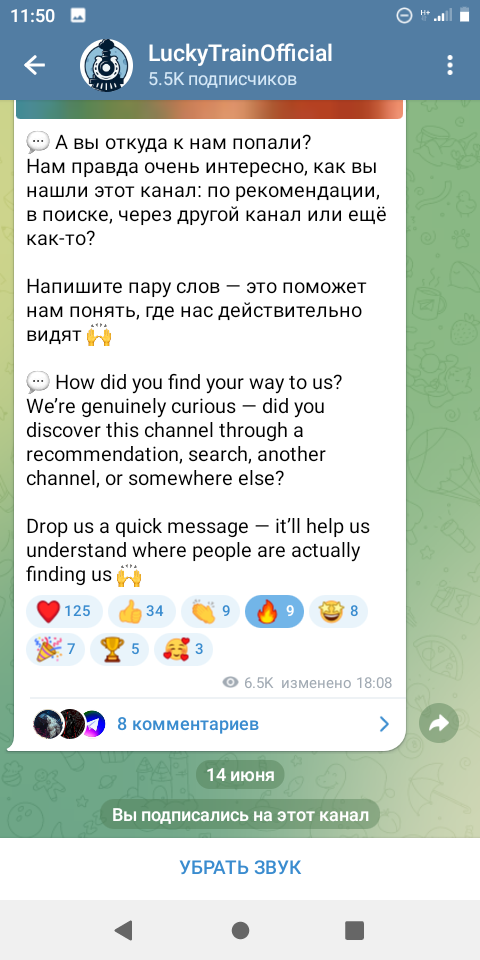 11:50
H+
LuckyTrainOfficial
5.5K подписчиков
💬 А вы откуда к нам попали?
Нам правда очень интересно, как вы
нашли этот канал: по рекомендации,
в поиске, через другой канал или ещё
как-то?
Напишите пару слов — это поможет
нам понять, где нас действительно
видят 🙌
💬 How did you find your way to us?
We're genuinely curious — did you
discover this channel through a
recommendation, search, another
channel, or somewhere else?
Drop us a quick message — it'll help us
understand where people are actually
finding us 🙌
❤️ 125 👍 34 👏 9 🔥 9 🤩 8
🎉 7 🏆 5 🥰 3
6.5K изменено 18:08
8 комментариев
14 июня
Вы подписались на этот канал
УБРАТЬ ЗВУК